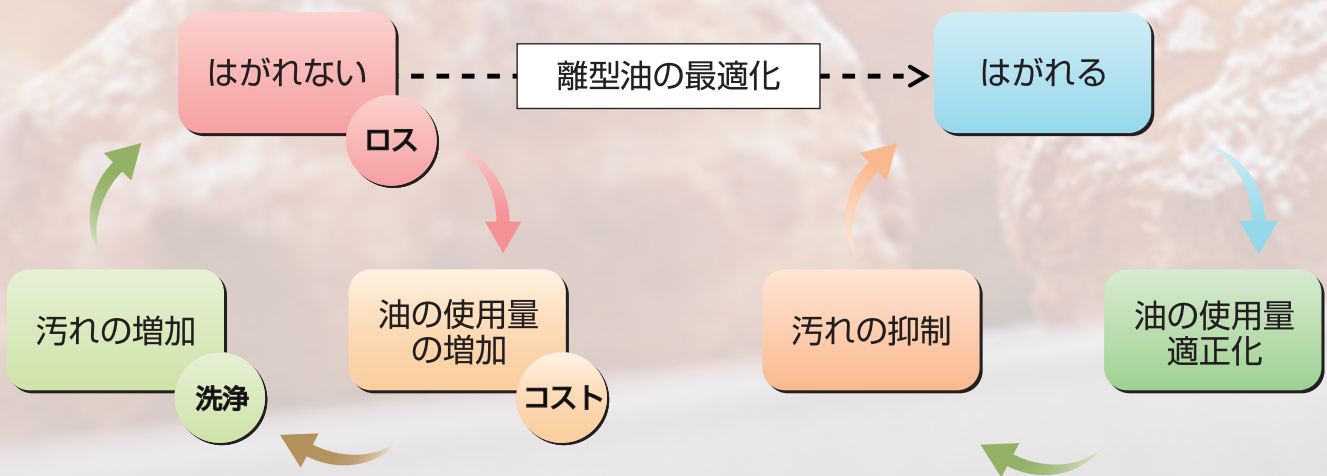 はがれない
ロス
離型油の最適化
はがれる
汚れの増加
洗浄
油の使用量
の増加
コスト
汚れの抑制
油の使用量
適正化